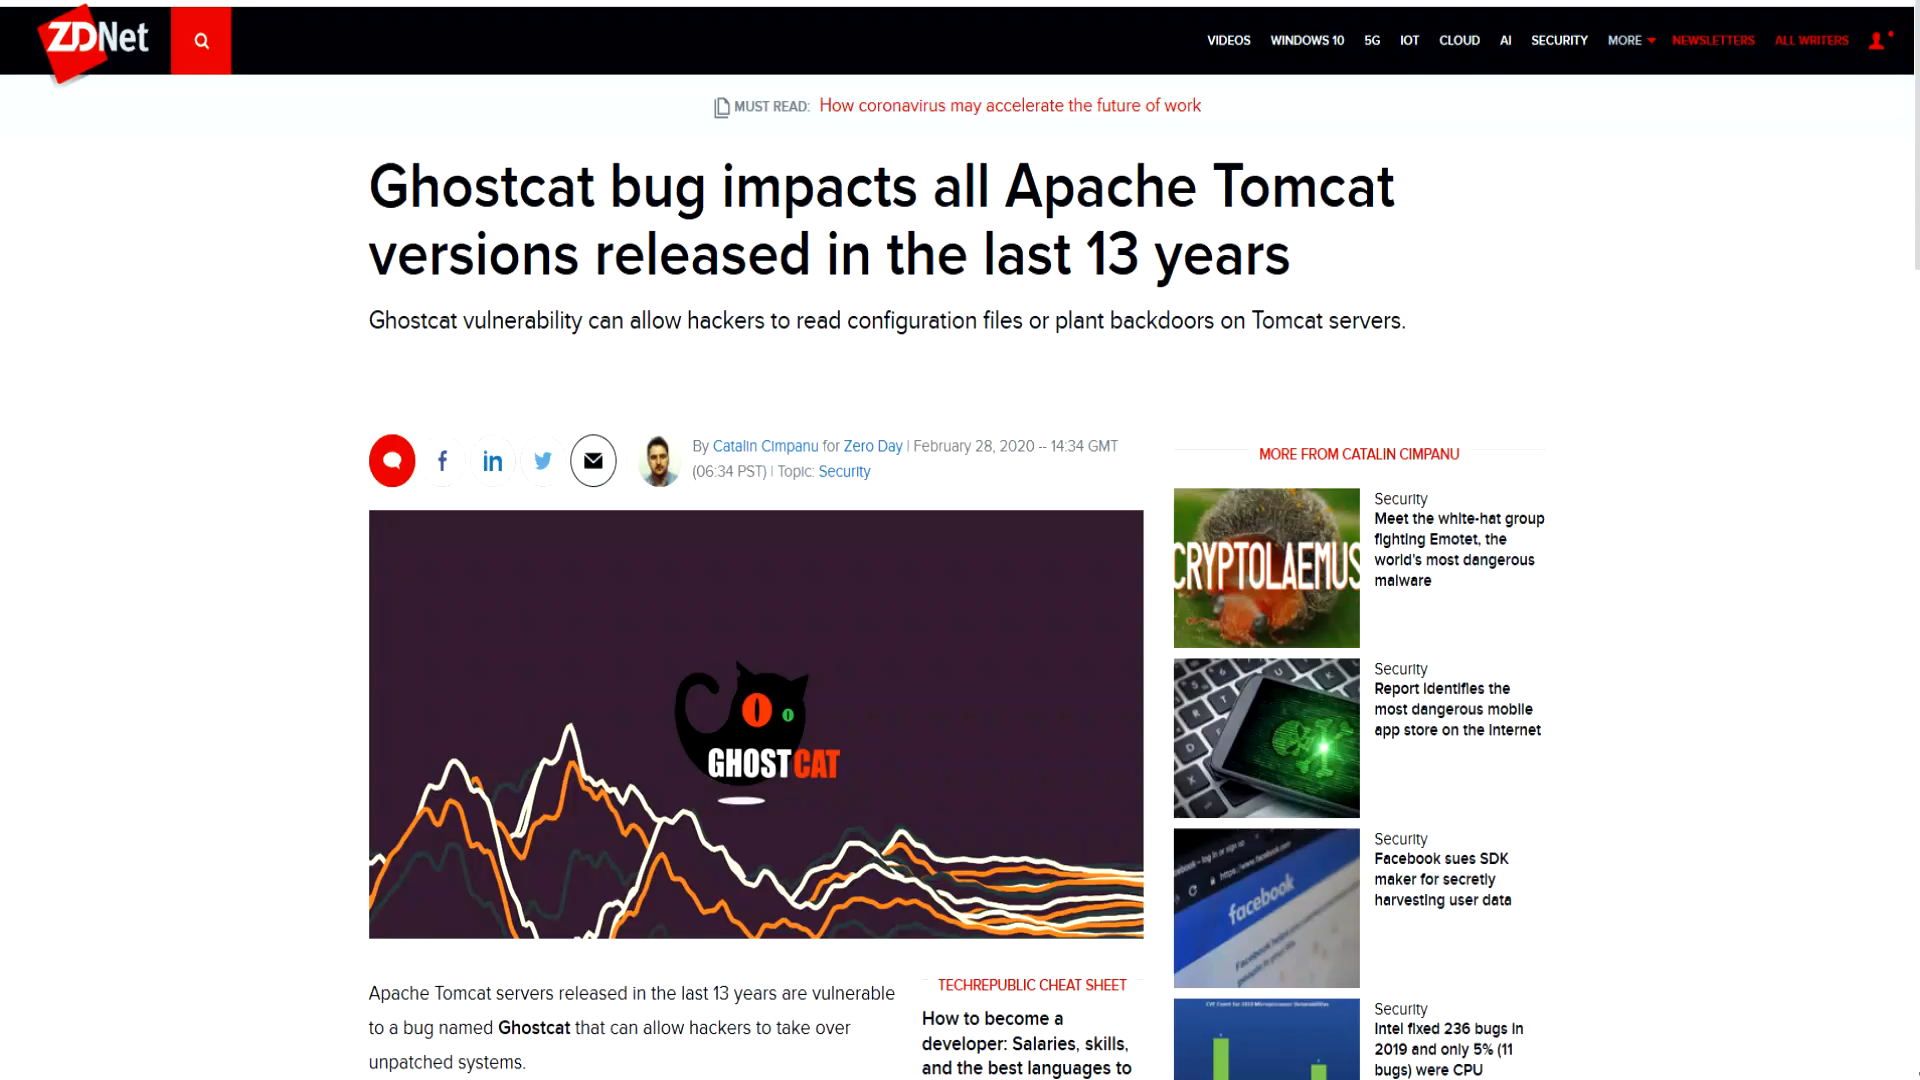 ZDNet
VIDEOS WINDOWS 10 5G IOT CLOUD AI SECURITY MORE NEWSLETTERS ALL WRITERS
MUST READ: How coronavirus may accelerate the future of work
Ghostcat bug impacts all Apache Tomcat
versions released in the last 13 years
Ghostcat vulnerability can allow hackers to read configuration files or plant backdoors on Tomcat servers.
By Catalin Cimpanu for Zero Day | February 28, 2020 -- 14:34 GMT
(06:34 PST) | Topic: Security
GHOSTCAT
Apache Tomcat servers released in the last 13 years are vulnerable
to a bug named Ghostcat that can allow hackers to take over
unpatched systems.
TECHREPUBLIC CHEAT SHEET
How to become a
developer: Salaries, skills,
and the best languages to
MORE FROM CATALIN CIMPANU
CRYPTOLAEMUS
Security
Meet the white-hat group
fighting Emotet, the
world's most dangerous
malware
Security
Report identifies the
most dangerous mobile
app store on the Internet
facebook
Security
Facebook sues SDK
maker for secretly
harvesting user data
Security
Intel fixed 236 bugs in
2019 and only 5% (11
bugs) were CPU